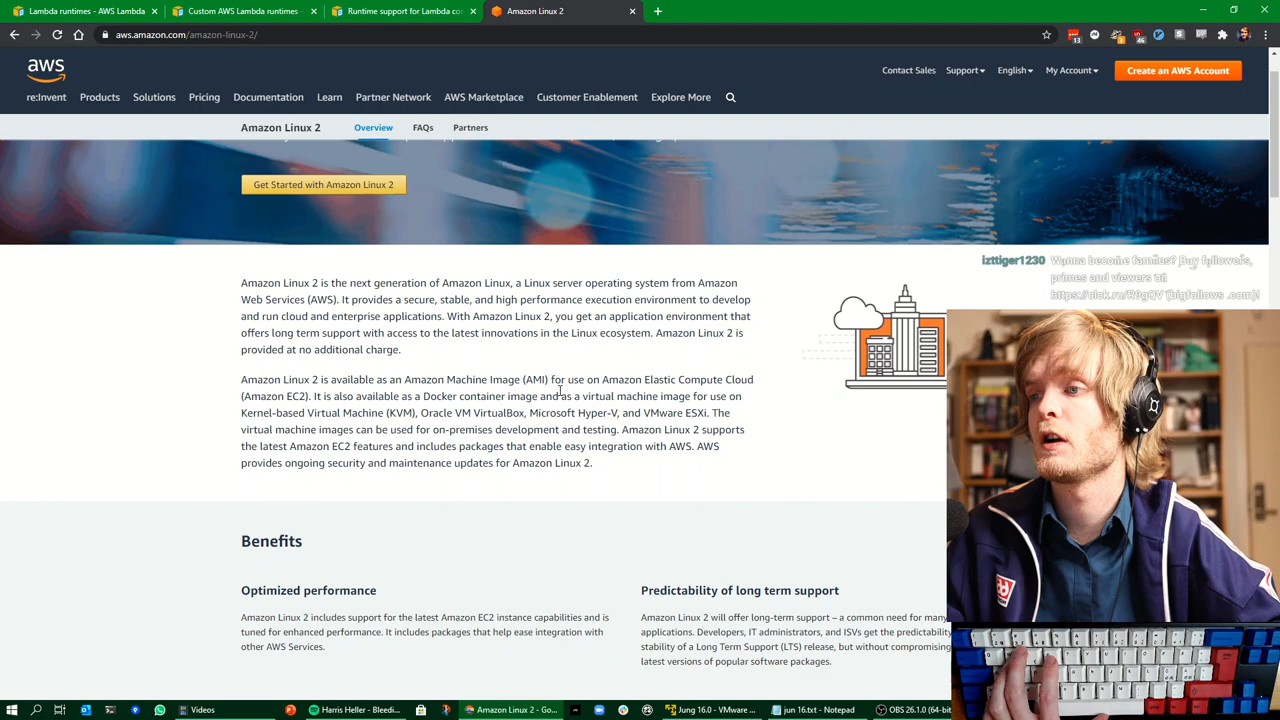 Lambda runtimes - AWS Lambda
Custom AWS Lambda runtimes -
Runtime support for Lambda co
Amazon Linux 2
aws.amazon.com/amazon-linux-2/
13
46
aws
Contact Sales Support English My Account Create an AWS Account
re:Invent Products Solutions Pricing Documentation Learn Partner Network AWS Marketplace Customer Enablement Explore More
Amazon Linux 2 Overview FAQs Partners
Get Started with Amazon Linux 2
Amazon Linux 2 is the next generation of Amazon Linux, a Linux server operating system from Amazon
Web Services (AWS). It provides a secure, stable, and high performance execution environment to develop
and run cloud and enterprise applications. With Amazon Linux 2, you get an application environment that
offers long term support with access to the latest innovations in the Linux ecosystem. Amazon Linux 2 is
provided at no additional charge.
Amazon Linux 2 is available as an Amazon Machine Image (AMI) for use on Amazon Elastic Compute Cloud
(Amazon EC2). It is also available as a Docker container image and as a virtual machine image for use on
Kernel-based Virtual Machine (KVM), Oracle VM VirtualBox, Microsoft Hyper-V, and VMware ESXi. The
virtual machine images can be used for on-premises development and testing. Amazon Linux 2 supports
the latest Amazon EC2 features and includes packages that enable easy integration with AWS. AWS
provides ongoing security and maintenance updates for Amazon Linux 2.
izttiger1230
primes and viewers
Benefits
Optimized performance
Amazon Linux 2 includes support for the latest Amazon EC2 instance capabilities and is
tuned for enhanced performance. It includes packages that help ease integration with
other AWS Services.
Predictability of long term support
Amazon Linux 2 will offer long-term support – a common need for many
applications. Developers, IT administrators, and ISVs get the predictability
stability of a Long Term Support (LTS) release, but without compromising
latest versions of popular software packages.
Videos
Harris Heller - Bleedi...
Amazon Linux 2 - Go...
Jung 16.0 - VMware ...
jun 16.txt - Notepad
OBS 26.1.0 (64-bit